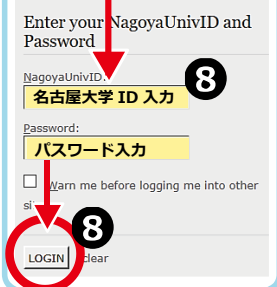 Enter your NagoyaUnivID and
Password
NagoyaUnivID:
8
名古屋大学 ID 入力
Password:
パスワード入力
Warn me before logging me into other
8
LOGIN clear